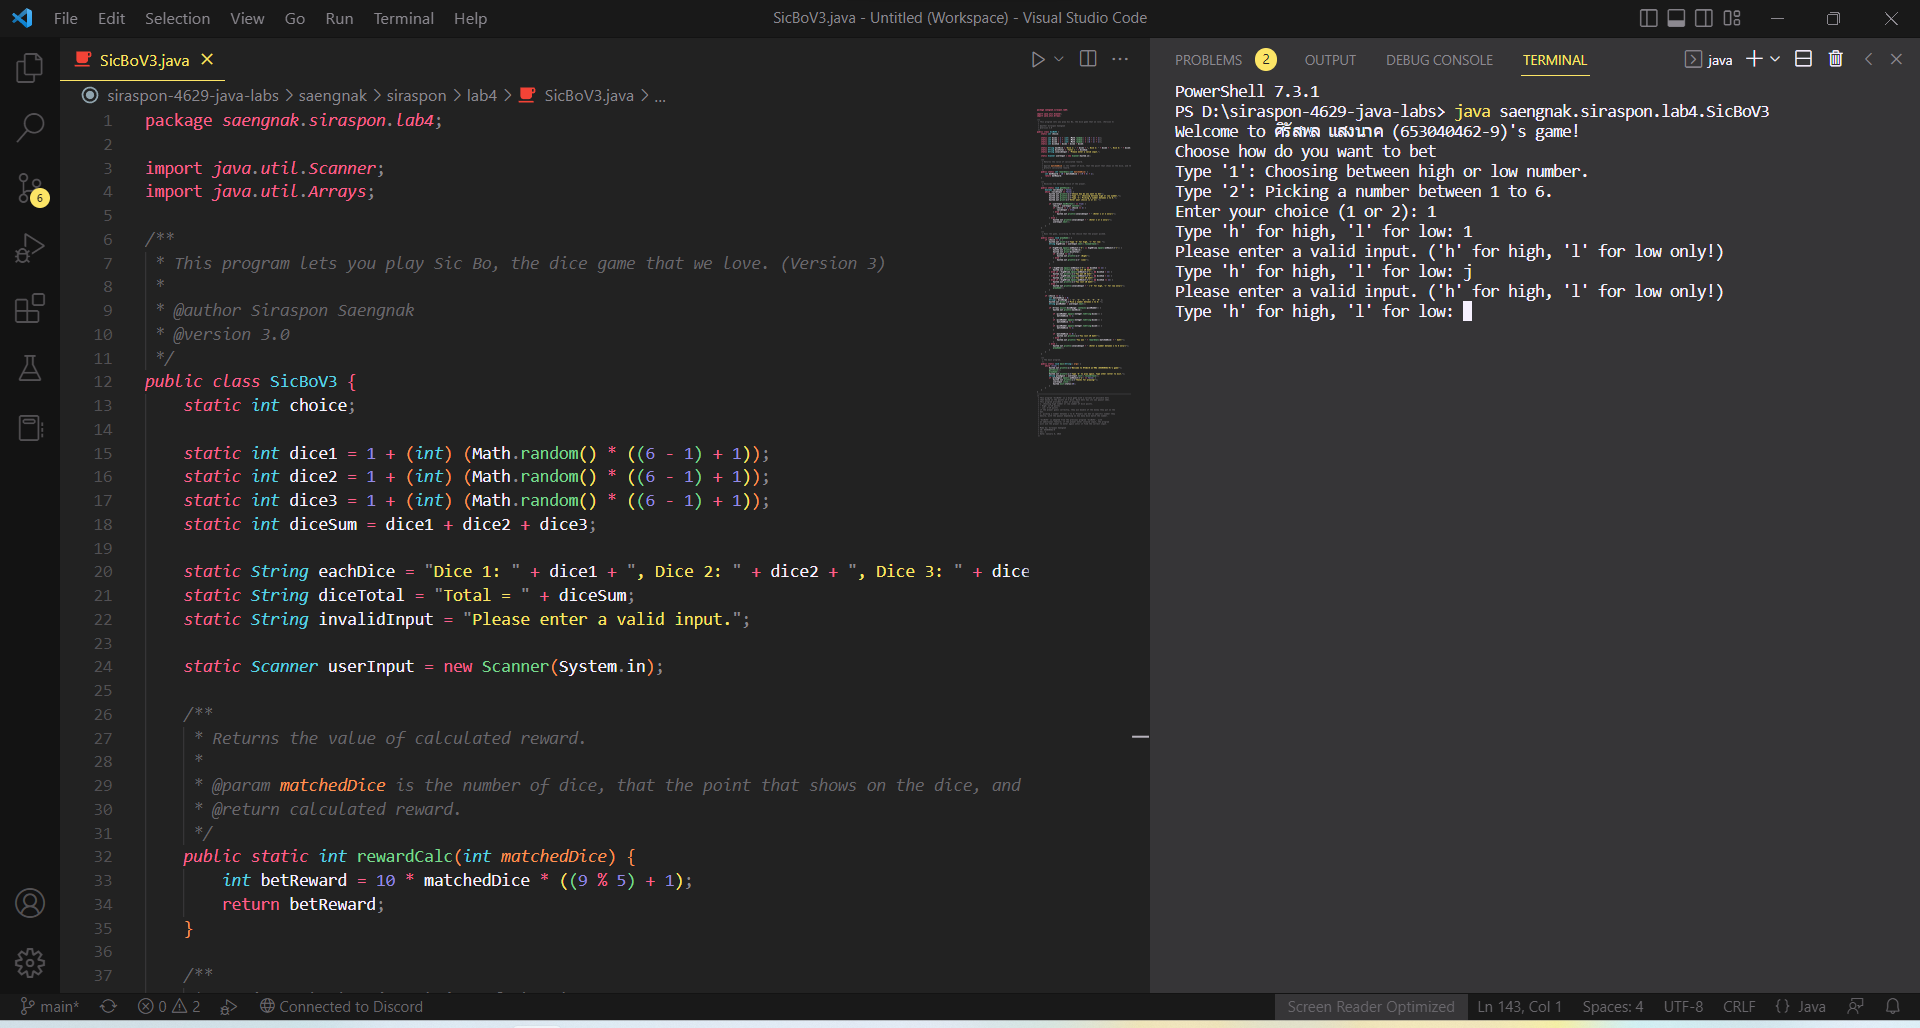 File Edit Selection View Go Run Terminal Help
SicBoV3.java - Untitled (Workspace) - Visual Studio Code
SicBoV3.java
siraspon-4629-java-labs > saengnak > siraspon > lab4 > SicBoV3.java > ...
1 package saengnak.siraspon.lab4;
2
3 import java.util.Scanner;
4 import java.util.Arrays;
5
6 /**
7 * This program lets you play Sic Bo, the dice game that we love. (Version 3)
8 *
9 * @author Siraspon Saengnak
10 * @version 3.0
11 */
12 public class SicBoV3 {
13 static int choice;
14
15 static int dice1 = 1 + (int) (Math.random() * ((6 - 1) + 1));
16 static int dice2 = 1 + (int) (Math.random() * ((6 - 1) + 1));
17 static int dice3 = 1 + (int) (Math.random() * ((6 - 1) + 1));
18 static int diceSum = dice1 + dice2 + dice3;
19
20 static String eachDice = "Dice 1: " + dice1 + ", Dice 2: " + dice2 + ", Dice 3: " + dice
21 static String diceTotal = "Total = " + diceSum;
22 static String invalidInput = "Please enter a valid input.";
23
24 static Scanner userInput = new Scanner(System.in);
25
26 /**
27 * Returns the value of calculated reward.
28 *
29 * @param matchedDice is the number of dice, that the point that shows on the dice, and
30 * @return calculated reward.
31 */
32 public static int rewardCalc(int matchedDice) {
33 int betReward = 10 * matchedDice * ((9 % 5) + 1);
34 return betReward;
35 }
36
37 /**
PROBLEMS 2 OUTPUT DEBUG CONSOLE TERMINAL java
PowerShell 7.3.1
PS D:\siraspon-4629-java-labs> java saengnak.siraspon.lab4.SicBoV3
Welcome to ศิรัสพล แสงนาค (653040462-9)'s game!
Choose how do you want to bet
Type '1': Choosing between high or low number.
Type '2': Picking a number between 1 to 6.
Enter your choice (1 or 2): 1
Type 'h' for high, 'l' for low: 1
Please enter a valid input. ('h' for high, 'l' for low only!)
Type 'h' for high, 'l' for low: j
Please enter a valid input. ('h' for high, 'l' for low only!)
Type 'h' for high, 'l' for low:
6
main* 0 2 Connected to Discord
Screen Reader Optimized Ln 143, Col 1 Spaces: 4 UTF-8 CRLF {} Java